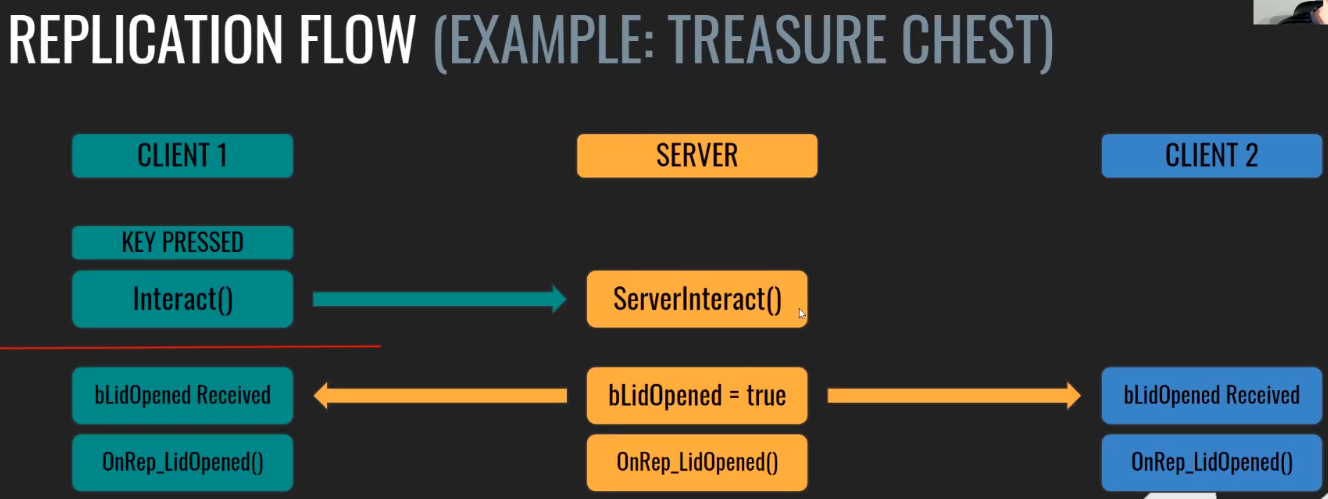 REPLICATION FLOW (EXAMPLE: TREASURE CHEST)
CLIENT 1
SERVER
CLIENT 2
KEY PRESSED
Interact()
ServerInteract()
bLidOpened Received
bLidOpened = true
bLidOpened Received
OnRep_LidOpened()
OnRep_LidOpened()
OnRep_LidOpened()